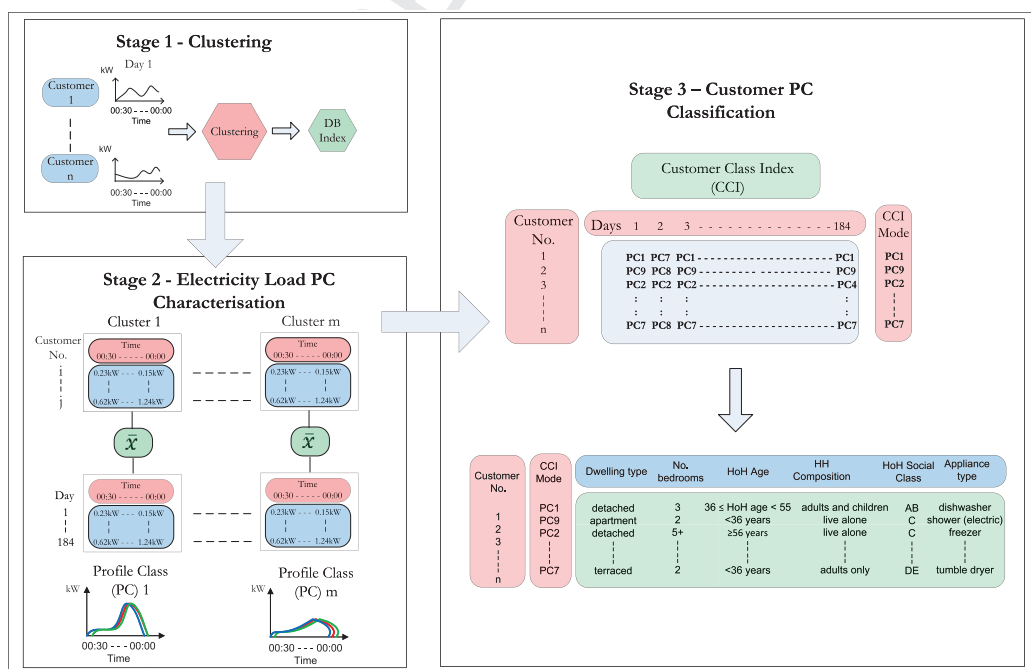 Stage 1 - Clustering
Day 1
kW
Customer
1
00:30 - - - 00:00
Time
Customer
n
kW
00:30 - - - 00:00
Time
Clustering
DB
Index
Stage 2 - Electricity Load PC
Characterisation
Cluster 1
Cluster m
Customer
No.
i
j
Time
00:30 - - - - - 00:00
0.23kW - - - 0.15kW
0.62kW - - - 1.24kW
Time
00:30 - - - - - 00:00
0.23kW - - - 0.15kW
0.62kW - - - 1.24kW
x̄
x̄
Day
1
184
Time
00:30 - - - - - 00:00
0.23kW - - - 0.15kW
0.62kW - - - 1.24kW
Time
00:30 - - - - - 00:00
0.23kW - - - 0.15kW
0.62kW - - - 1.24kW
Profile Class
(PC) 1
kW
00:30 - - - 00:00
Time
Profile Class
(PC) m
kW
00:30 - - - 00:00
Time
Stage 3 – Customer PC
Classification
Customer Class Index
(CCI)
Customer
No.
1
2
3
n
Days 1 2 3 - - - - - - - - - - - - - - - - 184
PC1 PC7 PC1 - - - - - - - - - - - - - - - - PC1
PC9 PC8 PC9 - - - - - - - - - - - - - - - - PC9
PC2 PC2 PC2 - - - - - - - - - - - - - - - - PC4
: : : :
PC7 PC8 PC7 - - - - - - - - - - - - - - - - PC7
CCI
Mode
PC1
PC9
PC2
PC7
Customer
No.
1
2
3
n
CCI
Mode
PC1
PC9
PC2
PC7
Dwelling type No. bedrooms HoH Age HH Composition HoH Social Class Appliance type
detached 3 36 ≤ HoH age < 55 adults and children AB dishwasher
apartment 2 <36 years live alone C shower (electric)
detached 5+ ≥56 years live alone C freezer
terraced 2 <36 years adults only DE tumble dryer